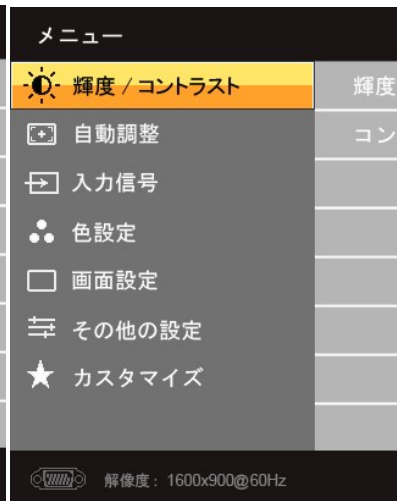 メニュー
輝度 / コントラスト
輝度
自動調整
コン
入力信号
色設定
画面設定
その他の設定
カスタマイズ
解像度： 1600x900@60Hz